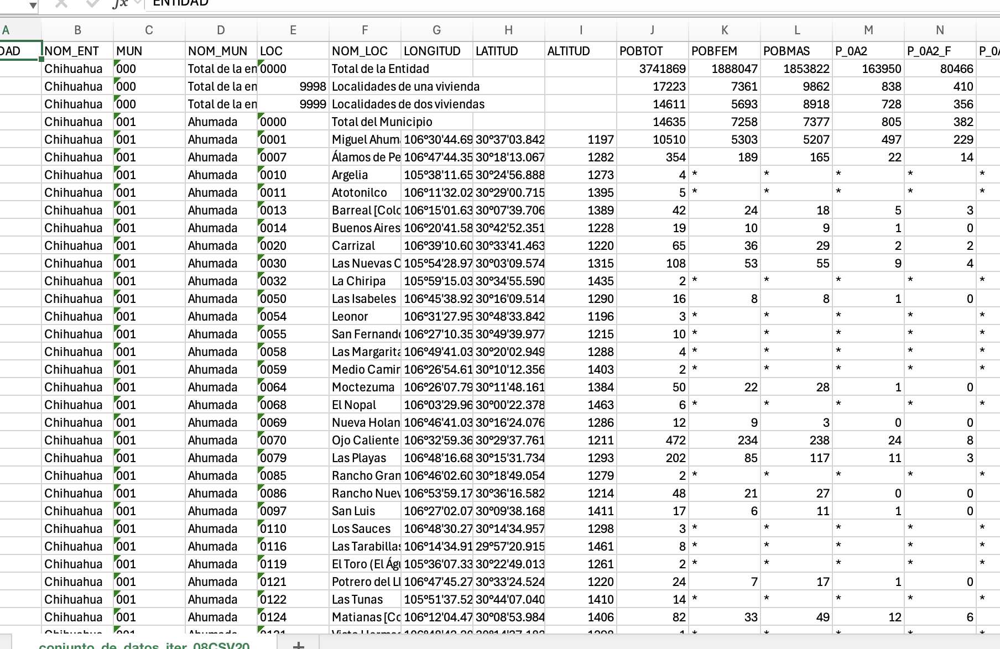 fx ENTIDAD
A B C D E F G H I J K L M N
DAD NOM_ENT MUN NOM_MUN LOC NOM_LOC LONGITUD LATITUD ALTITUD POBTOT POBFEM POBMAS P_0A2 P_0A2_F P_0A
Chihuahua 000 Total de la en 0000 Total de la Entidad 3741869 1888047 1853822 163950 80466
Chihuahua 000 Total de la en 9998 Localidades de una vivienda 17223 7361 9862 838 410
Chihuahua 000 Total de la en 9999 Localidades de dos viviendas 14611 5693 8918 728 356
Chihuahua 001 Ahumada 0000 Total del Municipio 14635 7258 7377 805 382
Chihuahua 001 Ahumada 0001 Miguel Ahum 106°30'44.69 30°37'03.842 1197 10510 5303 5207 497 229
Chihuahua 001 Ahumada 0007 Álamos de Pe 106°47'44.35 30°18'13.067 1282 354 189 165 22 14
Chihuahua 001 Ahumada 0010 Argelia 105°38'11.65 30°24'56.888 1273 4 * * * * *
Chihuahua 001 Ahumada 0011 Atotonilco 106°11'32.02 30°29'00.715 1395 5 * * * * *
Chihuahua 001 Ahumada 0013 Barreal [Colo 106°15'01.63 30°07'39.706 1389 42 24 18 5 3
Chihuahua 001 Ahumada 0014 Buenos Aires 106°20'41.58 30°42'52.351 1228 19 10 9 1 0
Chihuahua 001 Ahumada 0020 Carrizal 106°39'10.60 30°33'41.463 1220 65 36 29 2 2
Chihuahua 001 Ahumada 0030 Las Nuevas C 105°54'28.97 30°03'09.574 1315 108 53 55 9 4
Chihuahua 001 Ahumada 0032 La Chiripa 105°59'15.03 30°34'55.590 1435 2 * * * * *
Chihuahua 001 Ahumada 0050 Las Isabeles 106°45'38.92 30°16'09.514 1290 16 8 8 1 0
Chihuahua 001 Ahumada 0054 Leonor 106°31'27.95 30°48'33.842 1196 3 * * * * *
Chihuahua 001 Ahumada 0055 San Fernando 106°27'10.35 30°49'39.977 1215 10 * * * * *
Chihuahua 001 Ahumada 0058 Las Margarita 106°49'41.03 30°20'02.949 1288 4 * * * * *
Chihuahua 001 Ahumada 0059 Medio Camin 106°26'54.61 30°10'12.356 1403 2 * * * * *
Chihuahua 001 Ahumada 0064 Moctezuma 106°26'07.79 30°11'48.161 1384 50 22 28 1 0
Chihuahua 001 Ahumada 0068 El Nopal 106°03'29.96 30°00'22.378 1463 6 * * * * *
Chihuahua 001 Ahumada 0069 Nueva Holan 106°46'41.03 30°16'24.076 1286 12 9 3 0 0
Chihuahua 001 Ahumada 0070 Ojo Caliente 106°32'59.36 30°29'37.761 1211 472 234 238 24 8
Chihuahua 001 Ahumada 0079 Las Playas 106°48'16.68 30°15'31.734 1293 202 85 117 11 3
Chihuahua 001 Ahumada 0085 Rancho Gran 106°46'02.60 30°18'49.054 1279 2 * * * * *
Chihuahua 001 Ahumada 0086 Rancho Nuev 106°53'59.17 30°36'16.582 1214 48 21 27 0 0
Chihuahua 001 Ahumada 0097 San Luis 106°27'02.07 30°09'38.168 1411 17 6 11 1 0
Chihuahua 001 Ahumada 0110 Los Sauces 106°48'30.27 30°14'34.957 1298 3 * * * * *
Chihuahua 001 Ahumada 0116 Las Tarabillas 106°14'34.91 29°57'20.915 1461 8 * * * * *
Chihuahua 001 Ahumada 0119 El Toro (El Águ 105°36'07.33 30°22'49.013 1261 2 * * * * *
Chihuahua 001 Ahumada 0121 Potrero del Ll 106°47'45.27 30°33'24.524 1220 24 7 17 1 0
Chihuahua 001 Ahumada 0122 Las Tunas 105°51'37.52 30°44'07.040 1410 14 * * * * *
Chihuahua 001 Ahumada 0124 Matianas [Co 106°12'04.47 30°08'53.984 1406 82 33 49 12 6
Chihuahua 001 Ahumada
conjunto_de_datos_iter_08CSV20